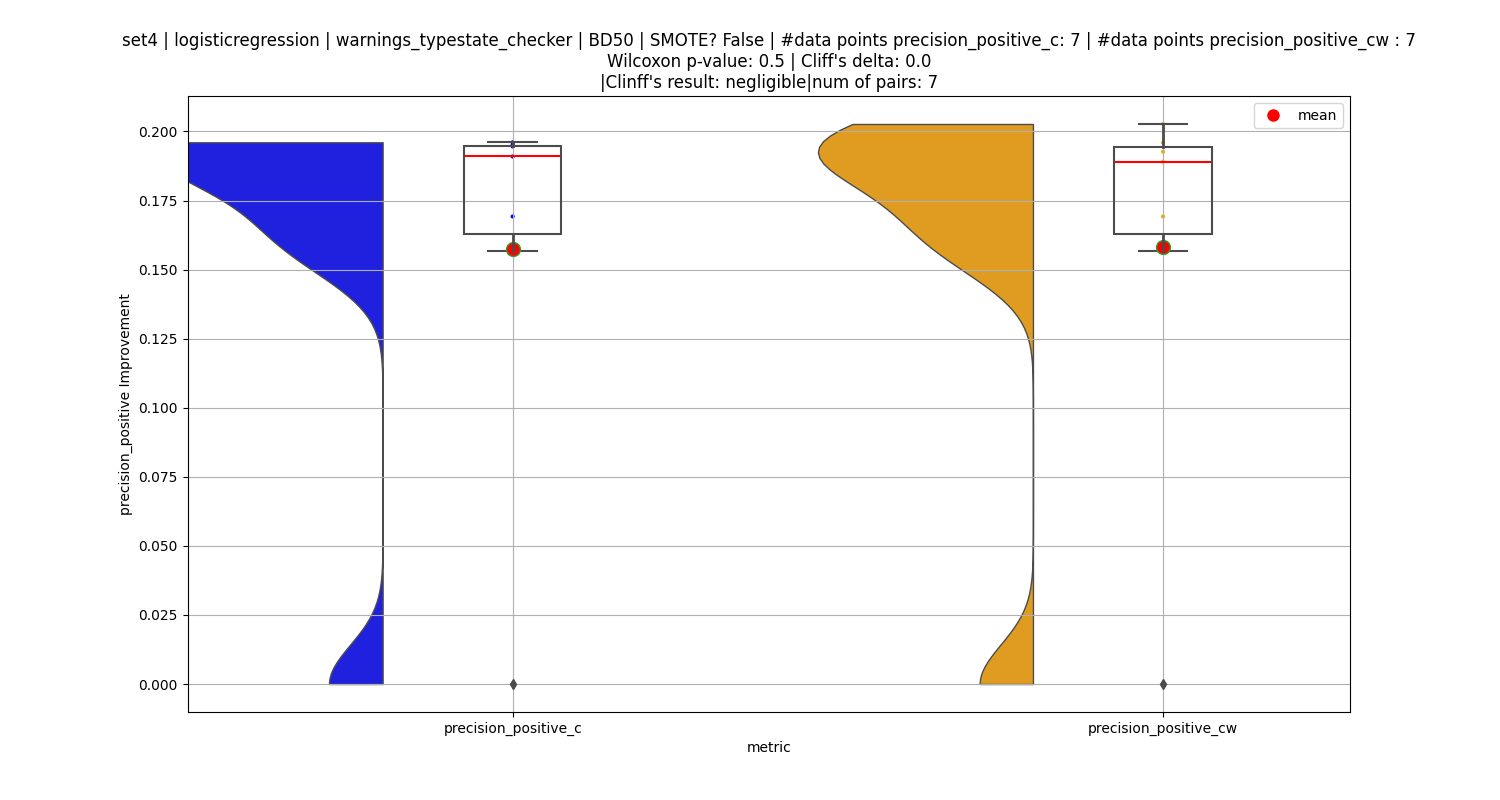 set4 | logisticregression | warnings_typestate_checker | BD50 | SMOTE? False | #data points precision_positive_c: 7 | #data points precision_positive_cw : 7
Wilcoxon p-value: 0.5 | Cliff's delta: 0.0
|Clinff's result: negligible|num of pairs: 7
mean
0.200
0.175
0.150
0.125
0.100
0.075
0.050
0.025
0.000
precision_positive Improvement
precision_positive_c
precision_positive_cw
metric